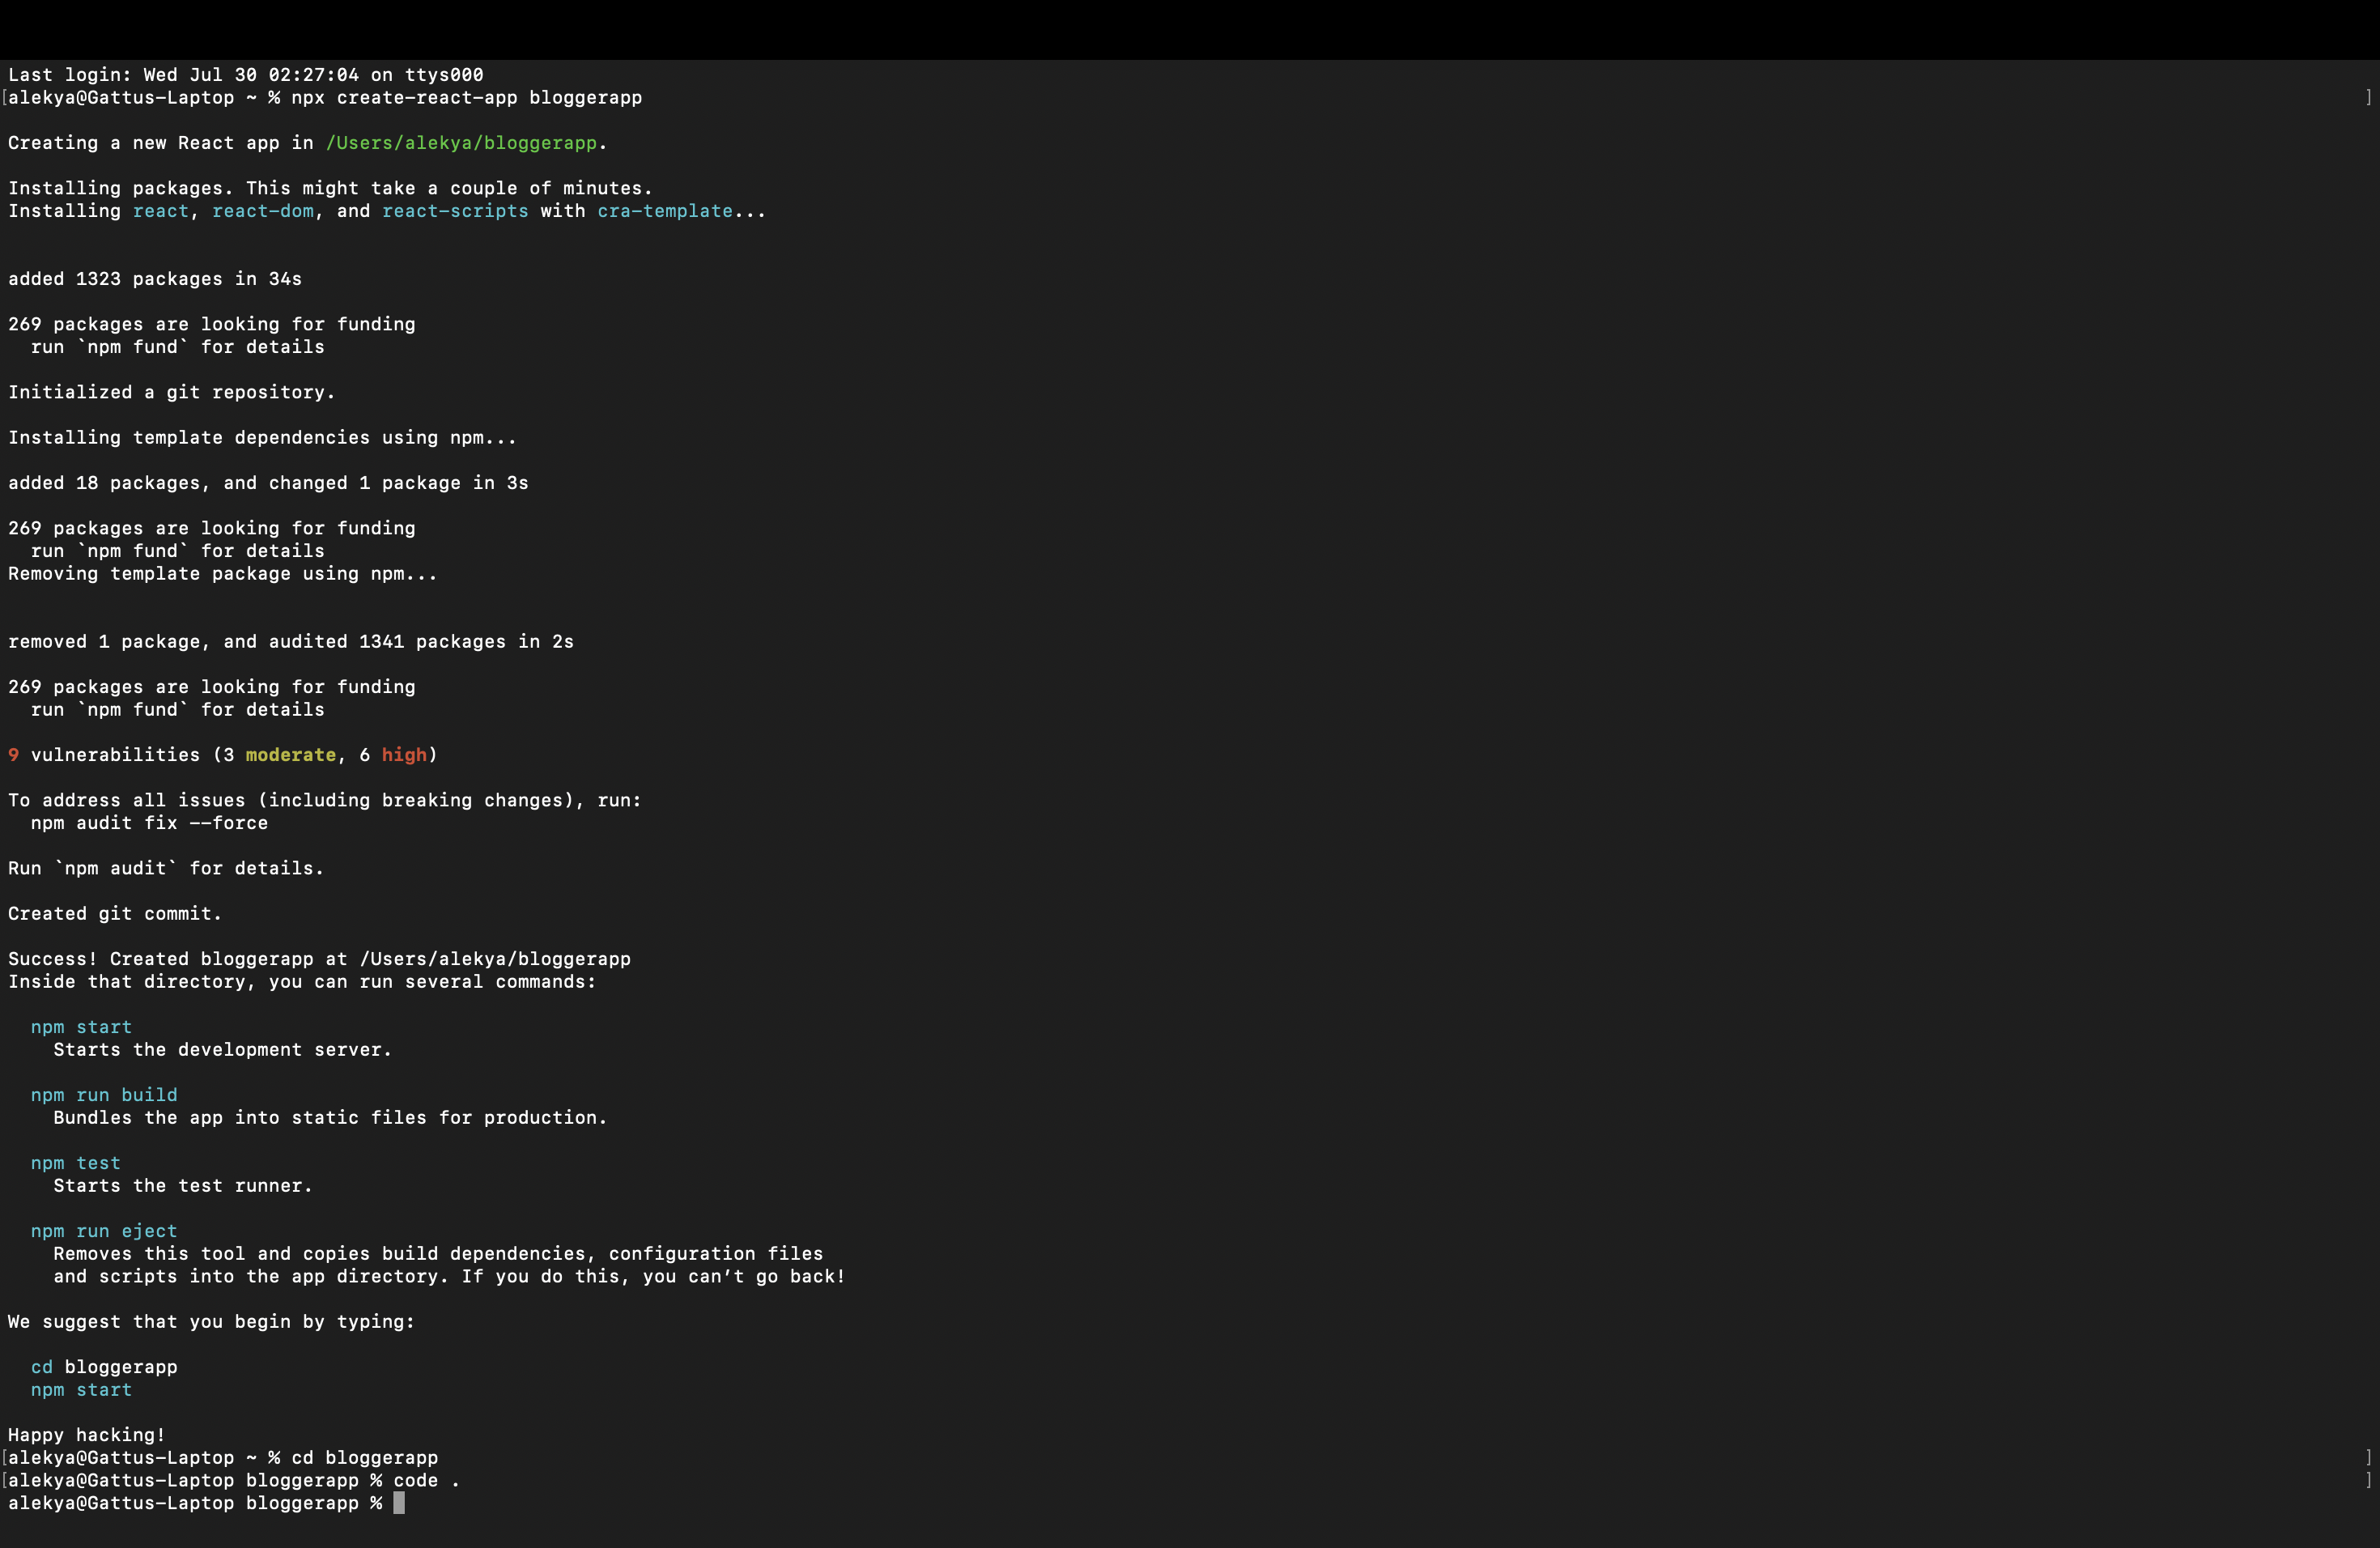 Last login: Wed Jul 30 02:27:04 on ttys000
[alekya@Gattus-Laptop ~ % npx create-react-app bloggerapp ]
Creating a new React app in /Users/alekya/bloggerapp.
Installing packages. This might take a couple of minutes.
Installing react, react-dom, and react-scripts with cra-template...
added 1323 packages in 34s
269 packages are looking for funding
  run `npm fund` for details
Initialized a git repository.
Installing template dependencies using npm...
added 18 packages, and changed 1 package in 3s
269 packages are looking for funding
  run `npm fund` for details
Removing template package using npm...
removed 1 package, and audited 1341 packages in 2s
269 packages are looking for funding
  run `npm fund` for details
9 vulnerabilities (3 moderate, 6 high)
To address all issues (including breaking changes), run:
  npm audit fix --force
Run `npm audit` for details.
Created git commit.
Success! Created bloggerapp at /Users/alekya/bloggerapp
Inside that directory, you can run several commands:
  npm start
    Starts the development server.
  npm run build
    Bundles the app into static files for production.
  npm test
    Starts the test runner.
  npm run eject
    Removes this tool and copies build dependencies, configuration files
    and scripts into the app directory. If you do this, you can’t go back!
We suggest that you begin by typing:
  cd bloggerapp
  npm start
Happy hacking!
[alekya@Gattus-Laptop ~ % cd bloggerapp ]
[alekya@Gattus-Laptop bloggerapp % code . ]
alekya@Gattus-Laptop bloggerapp %